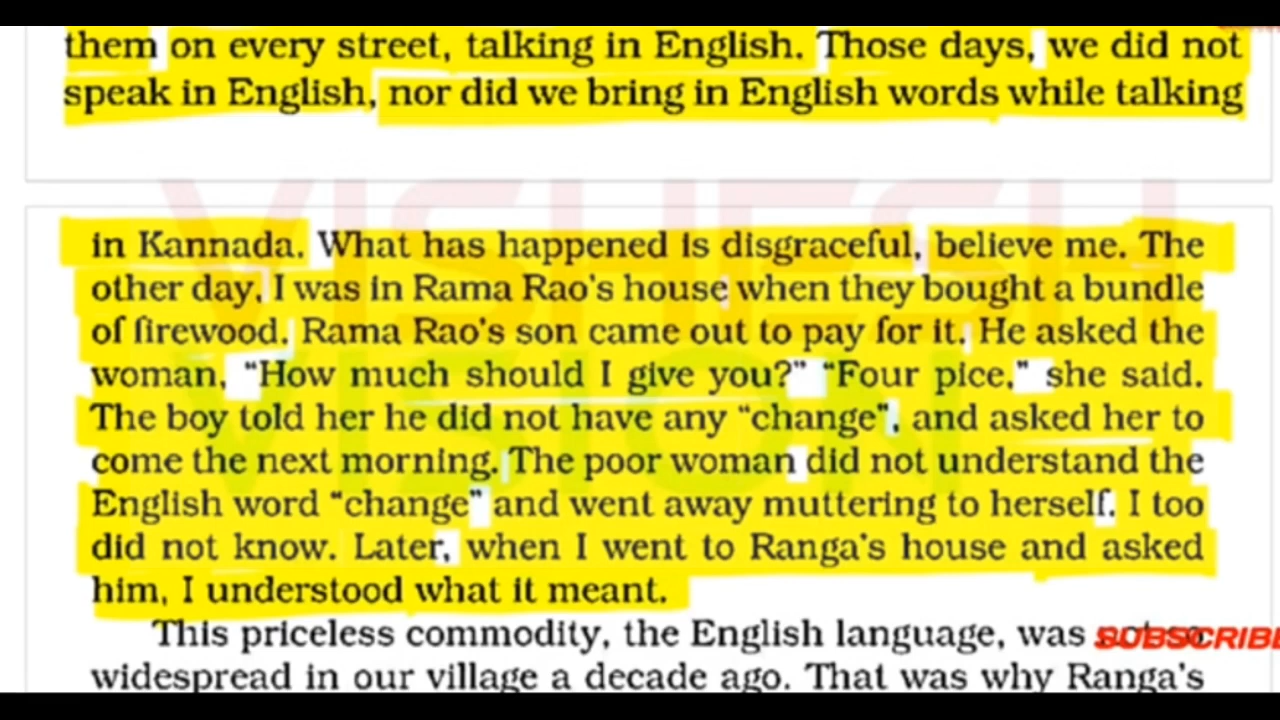 them on every street, talking in English. Those days, we did not
speak in English, nor did we bring in English words while talking
in Kannada. What has happened is disgraceful, believe me. The
other day, I was in Rama Rao's house when they bought a bundle
of firewood. Rama Rao's son came out to pay for it. He asked the
woman, “How much should I give you?” “Four pice,” she said.
The boy told her he did not have any “change”, and asked her to
come the next morning. The poor woman did not understand the
English word “change” and went away muttering to herself. I too
did not know. Later, when I went to Ranga's house and asked
him, I understood what it meant.
This priceless commodity, the English language, was
SUBSCRIBE
widespread in our village a decade ago. That was why Ranga's
VISHESH
VISION